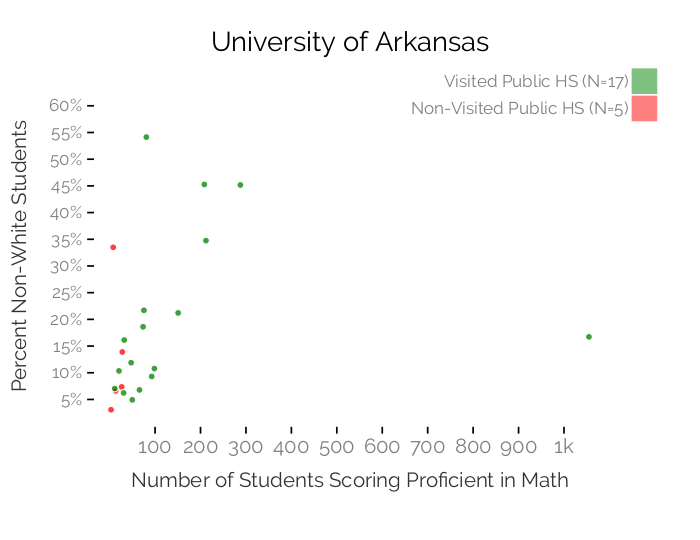 University of Arkansas
Visited Public HS (N=17)
Non-Visited Public HS (N=5)
Percent Non-White Students
60%
55%
50%
45%
40%
35%
30%
25%
20%
15%
10%
5%
100 200 300 400 500 600 700 800 900 1k
Number of Students Scoring Proficient in Math